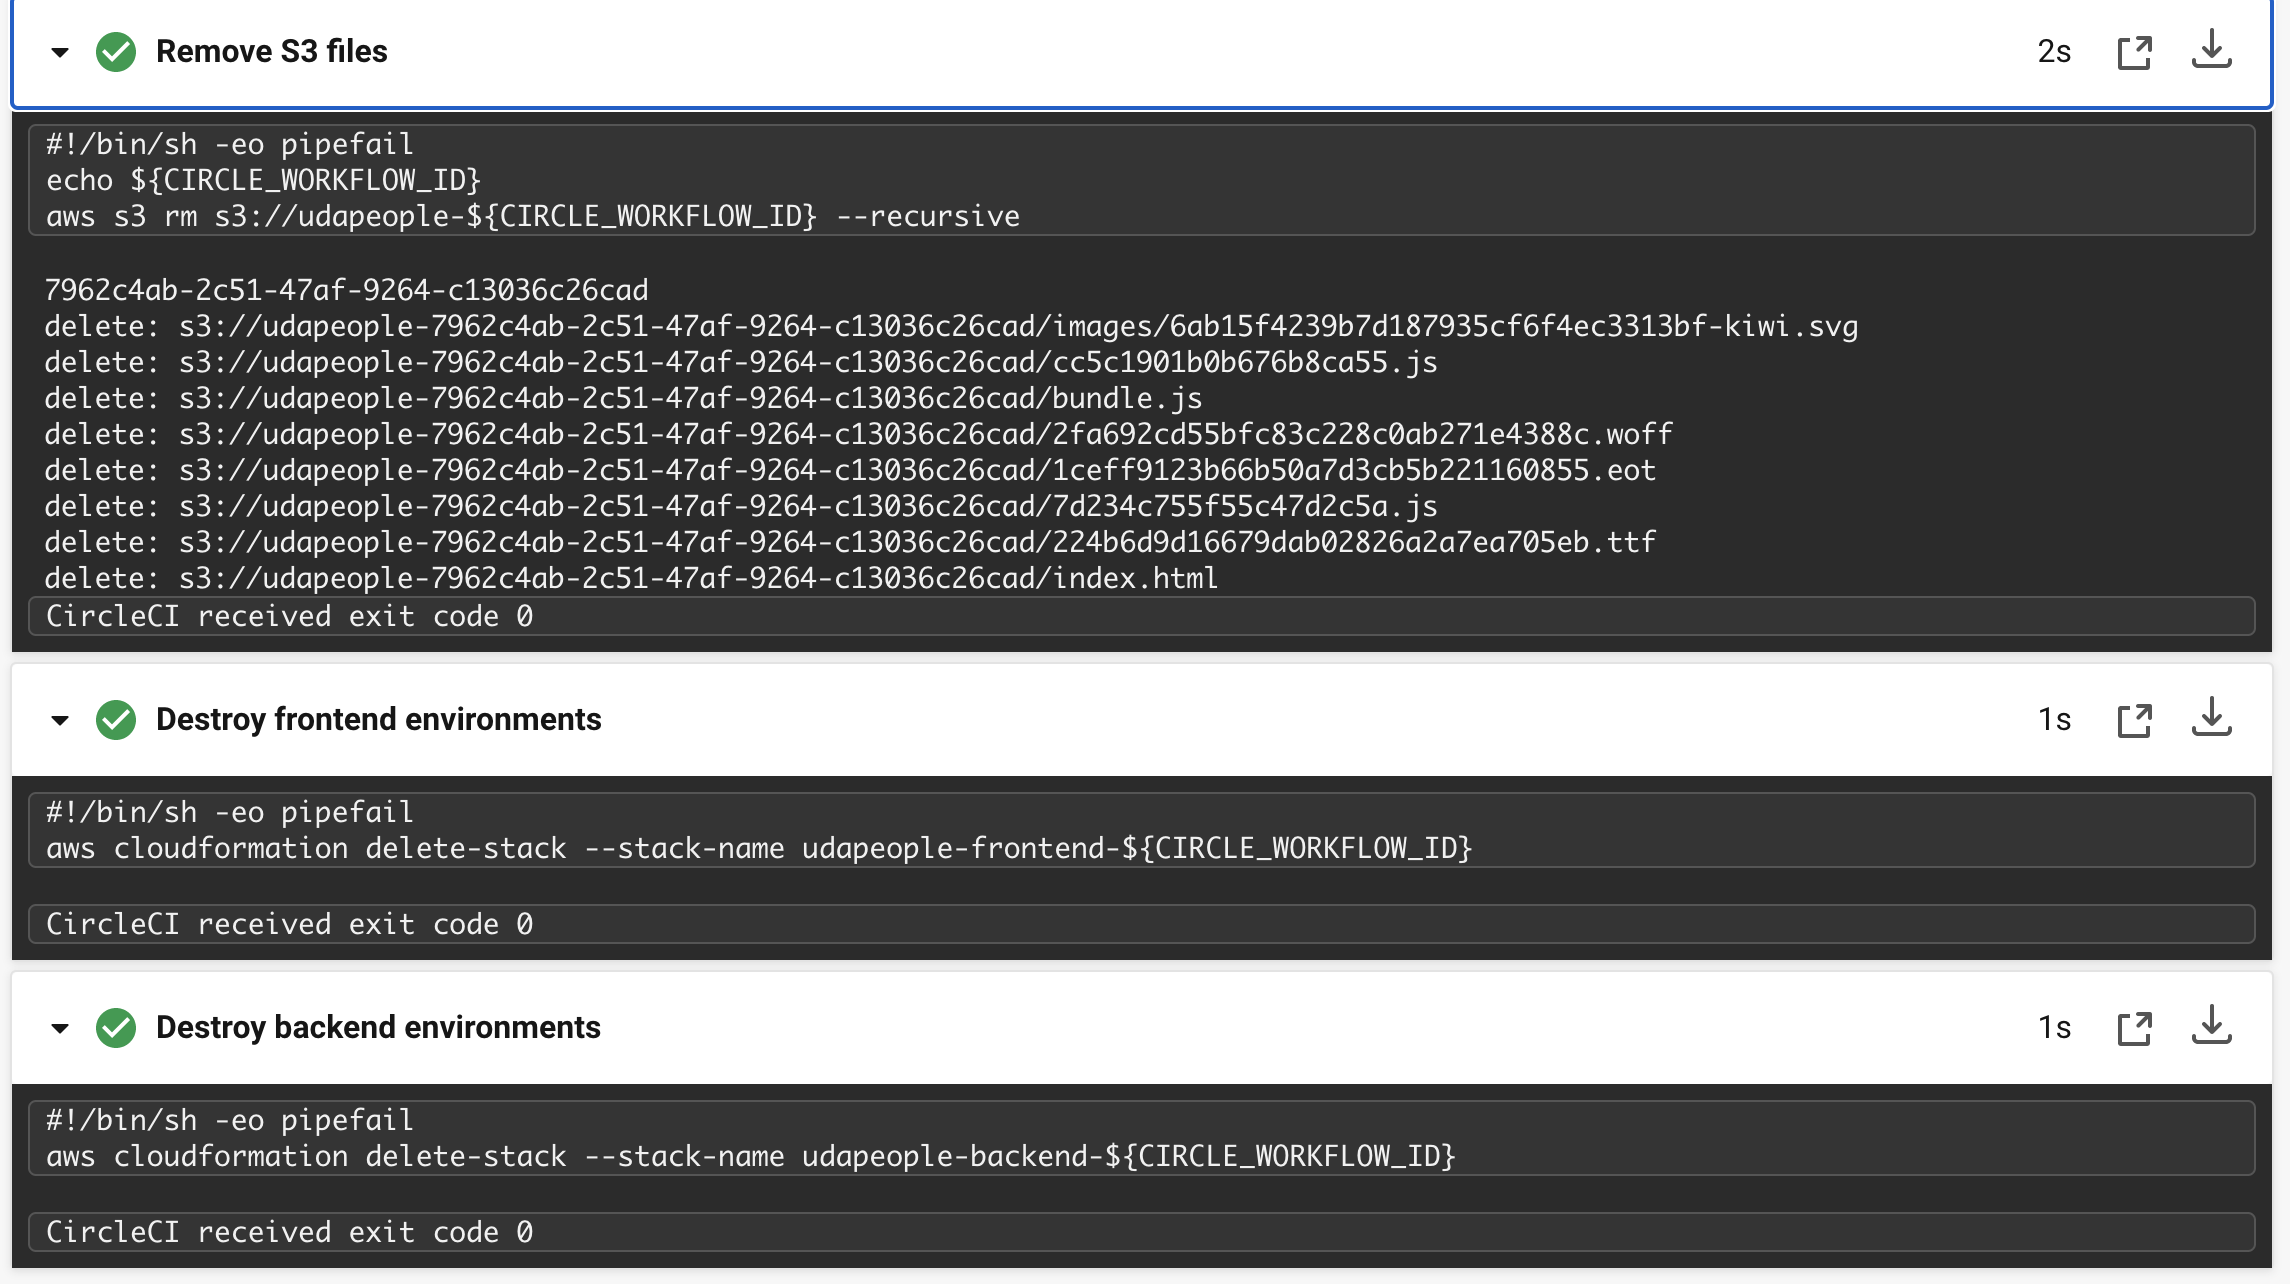 Remove S3 files
2s
#!/bin/sh -eo pipefail
echo ${CIRCLE_WORKFLOW_ID}
aws s3 rm s3://udapeople-${CIRCLE_WORKFLOW_ID} --recursive
7962c4ab-2c51-47af-9264-c13036c26cad
delete: s3://udapeople-7962c4ab-2c51-47af-9264-c13036c26cad/images/6ab15f4239b7d187935cf6f4ec3313bf-kiwi.svg
delete: s3://udapeople-7962c4ab-2c51-47af-9264-c13036c26cad/cc5c1901b0b676b8ca55.js
delete: s3://udapeople-7962c4ab-2c51-47af-9264-c13036c26cad/bundle.js
delete: s3://udapeople-7962c4ab-2c51-47af-9264-c13036c26cad/2fa692cd55bfc83c228c0ab271e4388c.woff
delete: s3://udapeople-7962c4ab-2c51-47af-9264-c13036c26cad/1ceff9123b66b50a7d3cb5b221160855.eot
delete: s3://udapeople-7962c4ab-2c51-47af-9264-c13036c26cad/7d234c755f55c47d2c5a.js
delete: s3://udapeople-7962c4ab-2c51-47af-9264-c13036c26cad/224b6d9d16679dab02826a2a7ea705eb.ttf
delete: s3://udapeople-7962c4ab-2c51-47af-9264-c13036c26cad/index.html
CircleCI received exit code 0
Destroy frontend environments
1s
#!/bin/sh -eo pipefail
aws cloudformation delete-stack --stack-name udapeople-frontend-${CIRCLE_WORKFLOW_ID}
CircleCI received exit code 0
Destroy backend environments
1s
#!/bin/sh -eo pipefail
aws cloudformation delete-stack --stack-name udapeople-backend-${CIRCLE_WORKFLOW_ID}
CircleCI received exit code 0